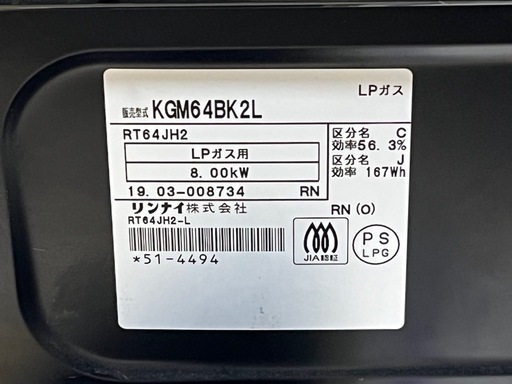 LPガス
販売型式 KGM64BK2L
RT64JH2
LPガス用
8.00kW
19.03-008734 RN
区分名 C
効率56.3%
区分名 J
効率 167Wh
リンナイ株式会社 RN(O)
RT64JH2-L
*51-4494
JIA認証
PS
LPG